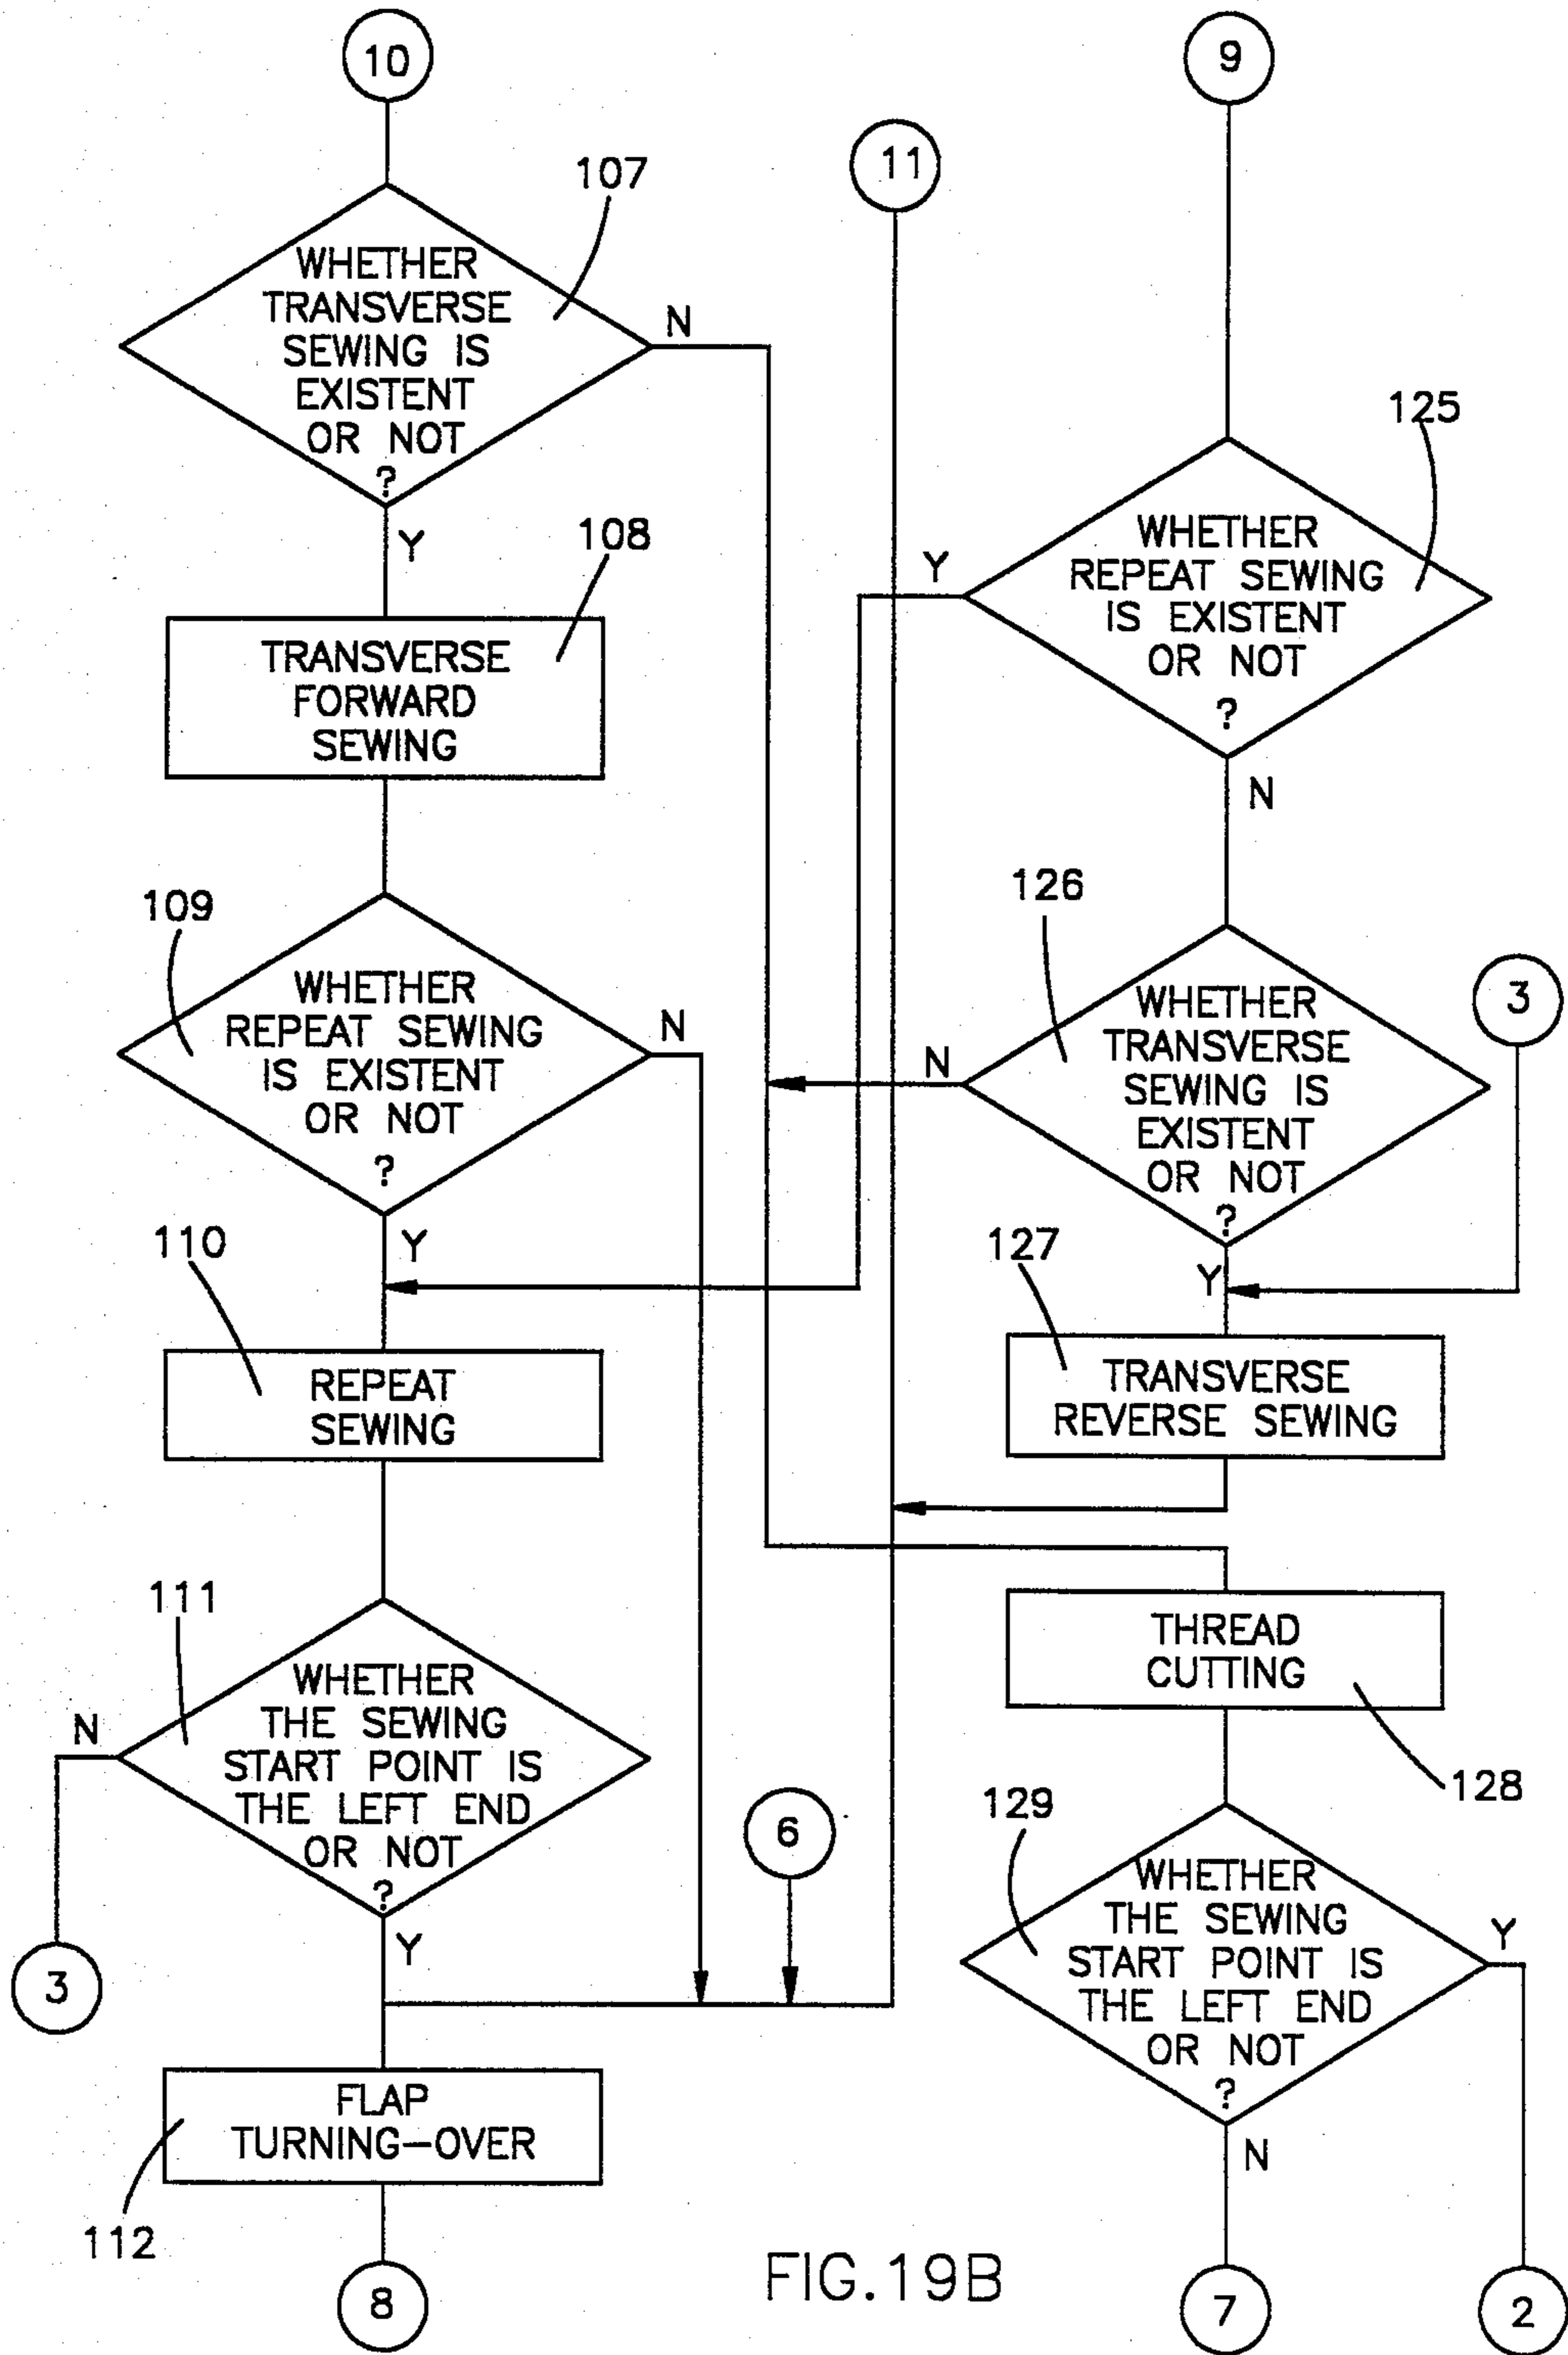 10
107
WHETHER
TRANSVERSE
SEWING IS
EXISTENT
OR NOT
?
N
Y
108
TRANSVERSE
FORWARD
SEWING
109
WHETHER
REPEAT SEWING
IS EXISTENT
OR NOT
?
N
Y
110
REPEAT
SEWING
111
WHETHER
THE SEWING
START POINT IS
THE LEFT END
OR NOT
?
N
3
Y
6
FLAP
TURNING-OVER
112
8
11
9
125
WHETHER
REPEAT SEWING
IS EXISTENT
OR NOT
?
Y
N
126
WHETHER
TRANSVERSE
SEWING IS
EXISTENT
OR NOT
?
N
3
Y
127
TRANSVERSE
REVERSE SEWING
THREAD
CUTTING
128
129
WHETHER
THE SEWING
START POINT IS
THE LEFT END
OR NOT
?
Y
N
7
2
FIG.19B